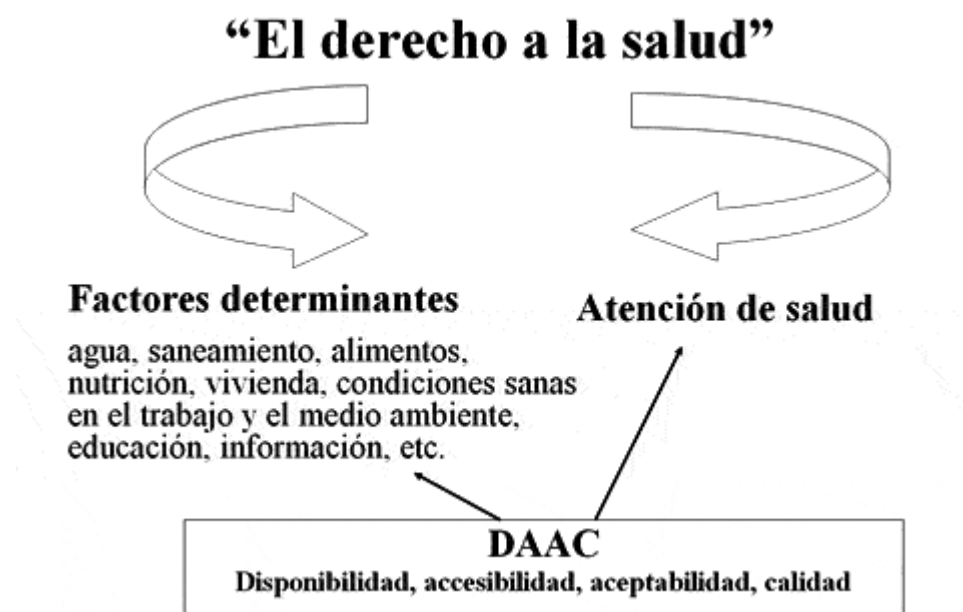 “El derecho a la salud”
Factores determinantes
agua, saneamiento, alimentos,
nutrición, vivienda, condiciones sanas
en el trabajo y el medio ambiente,
educación, información, etc.
Atención de salud
DAAC
Disponibilidad, accesibilidad, aceptabilidad, calidad